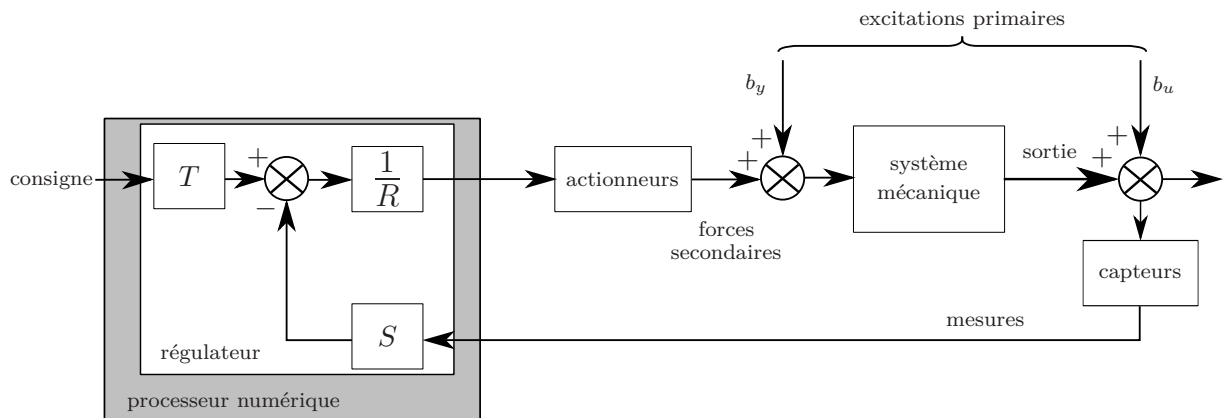 excitations primaires
b_y
b_u
consigne
T
+
−
1
R
actionneurs
+
+
système
mécanique
sortie
+
+
forces
secondaires
capteurs
mesures
S
régulateur
processeur numérique